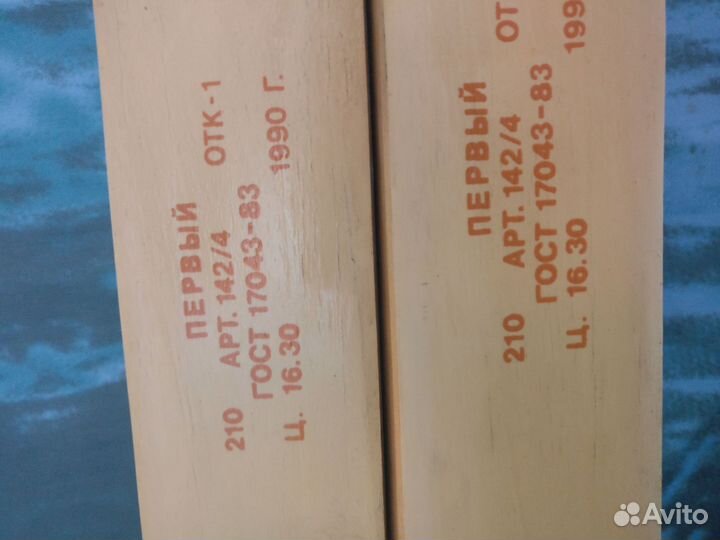 ПЕРВЫЙ
210 АРТ. 142/4 ОТК-1
ГОСТ 17043-83
Ц. 16.30 1990 Г.
ПЕРВЫЙ
210 АРТ. 142/4 ОТ
ГОСТ 17043-83
Ц. 16.30 199
Avito